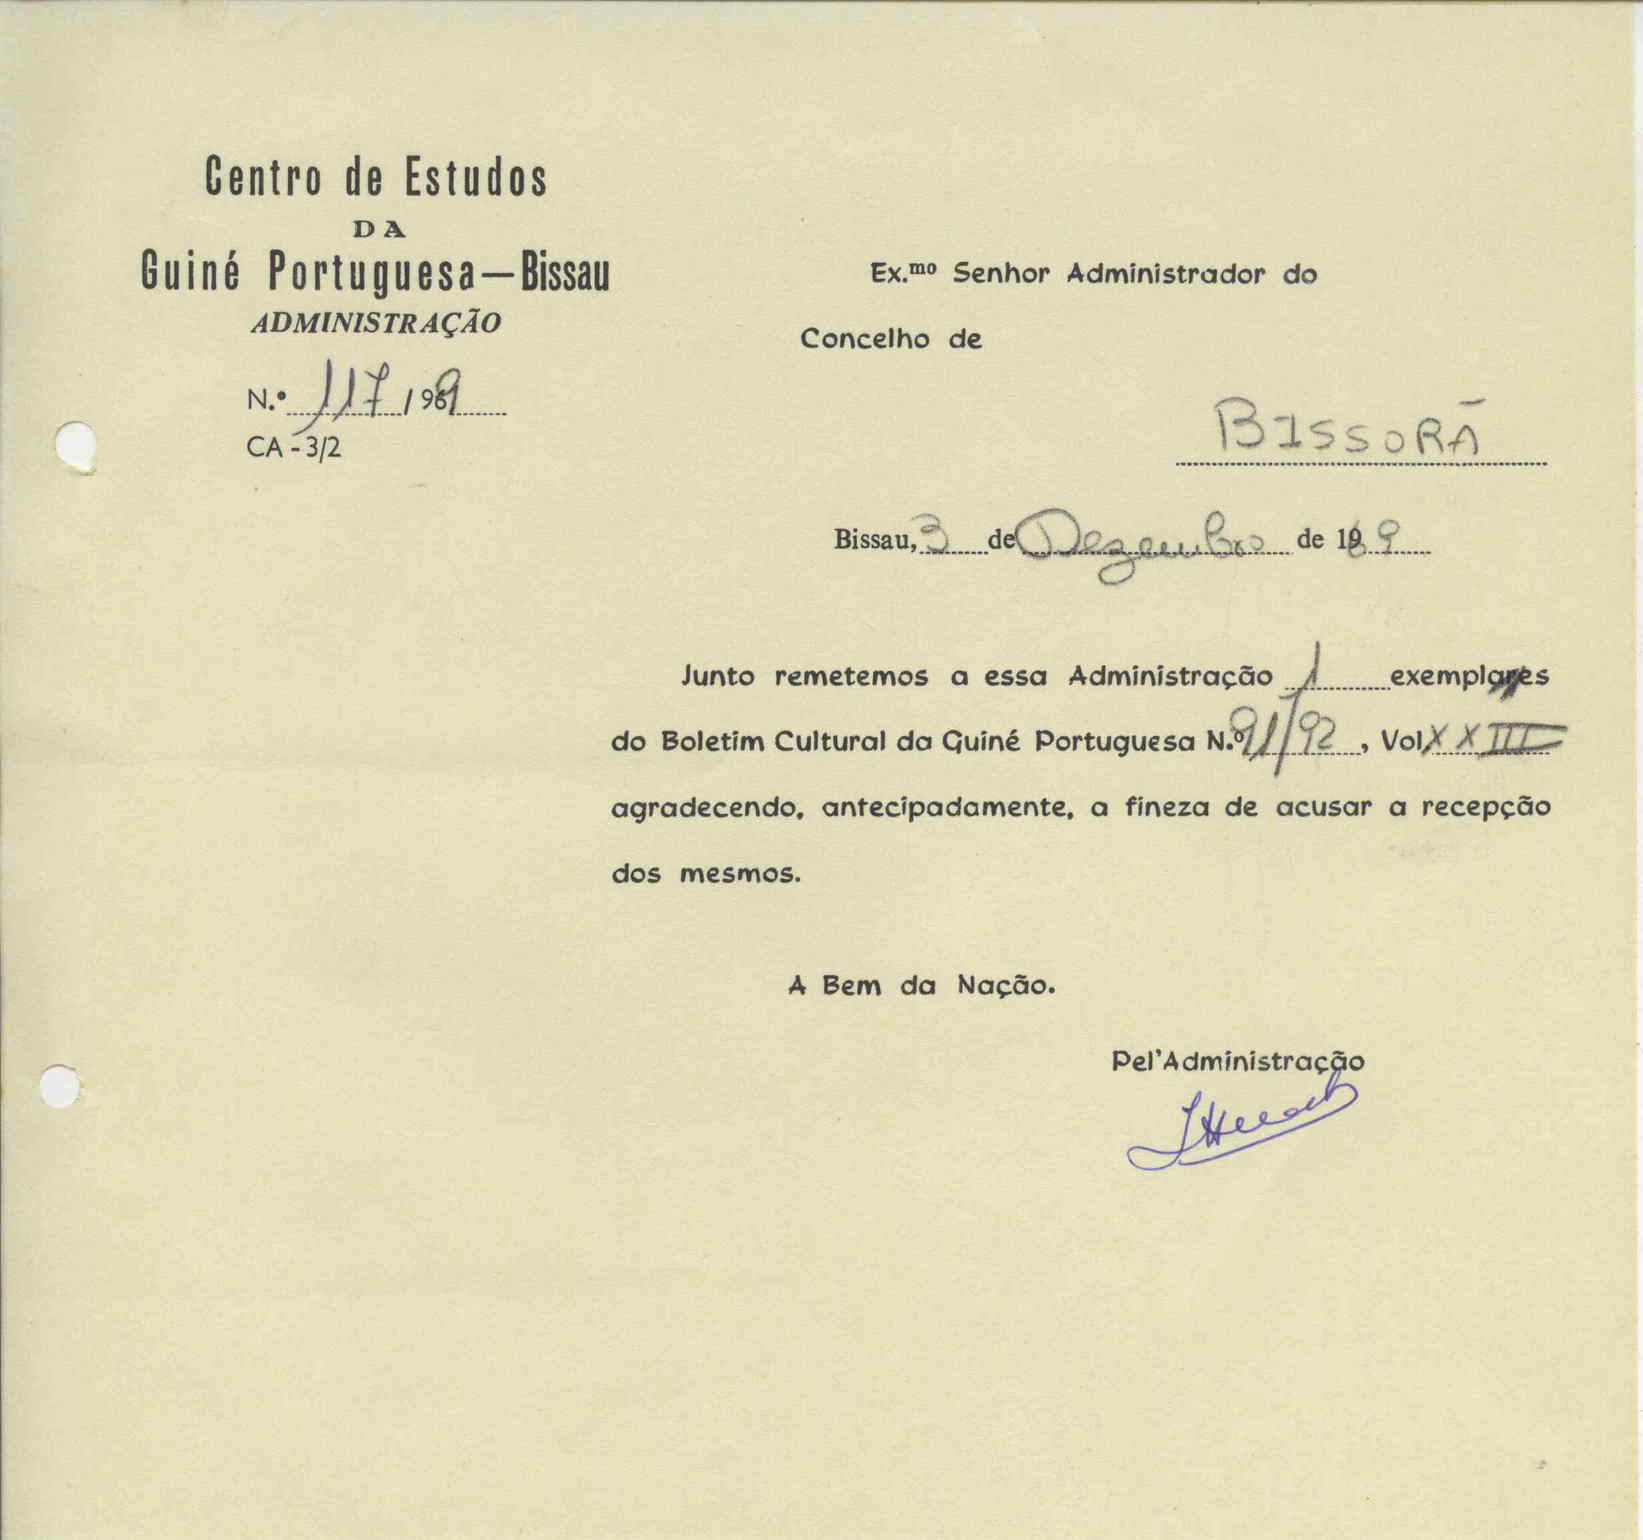 Centro de Estudos
DA
Guiné Portuguesa—Bissau
ADMINISTRAÇÃO
N.º 117/969
CA-3/2
Ex.mo Senhor Administrador do
Concelho de
BISSORÃ
Bissau, 3 de Dezembro de 1969
Junto remetemos a essa Administração 1 exemplares
do Boletim Cultural da Guiné Portuguesa N.º 91/92, Vol XXIII
agradecendo, antecipadamente, a fineza de acusar a recepção
dos mesmos.
A Bem da Nação.
Pel'Administração